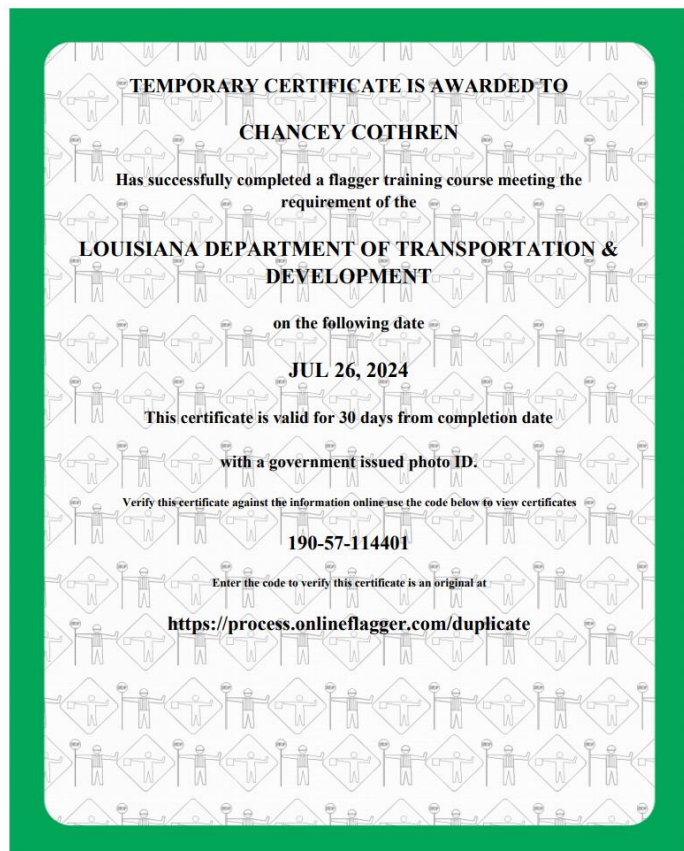 TEMPORARY CERTIFICATE IS AWARDED TO
CHANCEY COTHREN
Has successfully completed a flagger training course meeting the
requirement of the
LOUISIANA DEPARTMENT OF TRANSPORTATION &
DEVELOPMENT
on the following date
JUL 26, 2024
This certificate is valid for 30 days from completion date
with a government issued photo ID.
Verify this certificate against the information online use the code below to view certificates
190-57-114401
Enter the code to verify this certificate is an original at
https://process.onlineflagger.com/duplicate